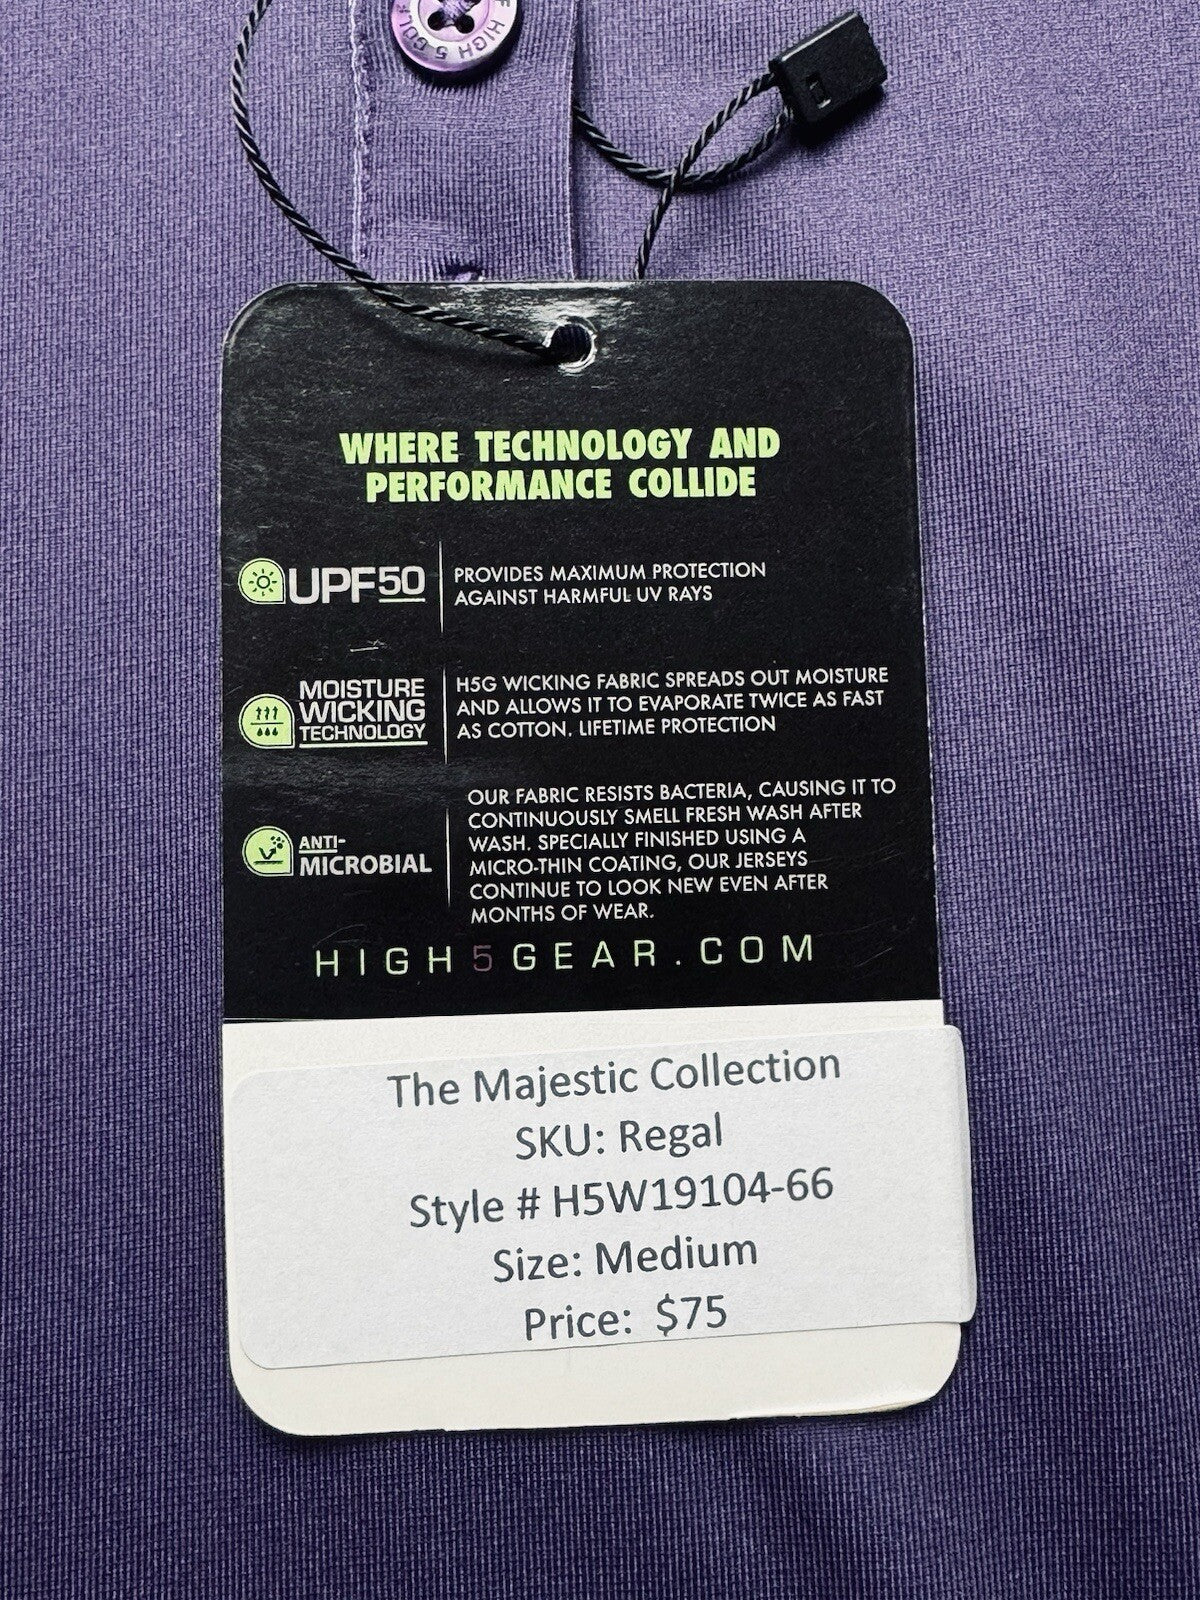 HIGH 5 GOLF
WHERE TECHNOLOGY AND
PERFORMANCE COLLIDE
UPF50
PROVIDES MAXIMUM PROTECTION
AGAINST HARMFUL UV RAYS
MOISTURE
WICKING
TECHNOLOGY
H5G WICKING FABRIC SPREADS OUT MOISTURE
AND ALLOWS IT TO EVAPORATE TWICE AS FAST
AS COTTON. LIFETIME PROTECTION
ANTI-
MICROBIAL
OUR FABRIC RESISTS BACTERIA, CAUSING IT TO
CONTINUOUSLY SMELL FRESH WASH AFTER
WASH. SPECIALLY FINISHED USING A
MICRO-THIN COATING, OUR JERSEYS
CONTINUE TO LOOK NEW EVEN AFTER
MONTHS OF WEAR.
HIGH5GEAR.COM
The Majestic Collection
SKU: Regal
Style # H5W19104-66
Size: Medium
Price: $75